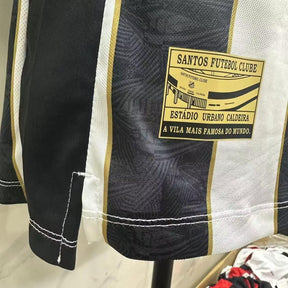 SANTOS FUTEBOL CLUBE
ESTÁDIO URBANO CALDEIRA
A VILA MAIS FAMOSA DO MUNDO.